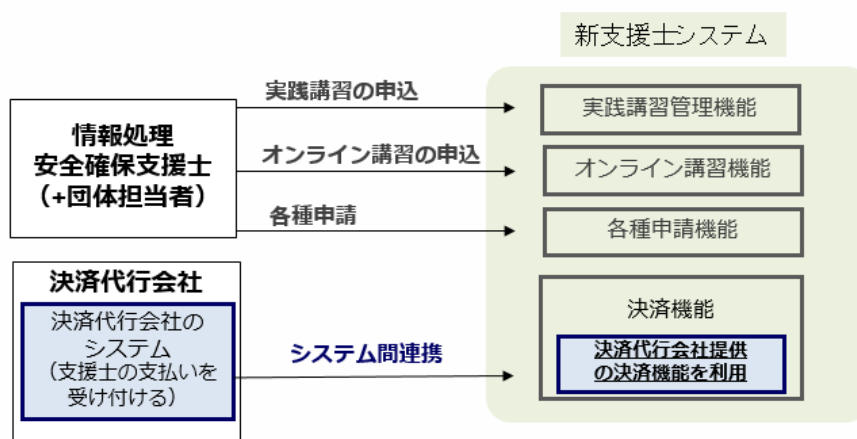 新支援士システム
情報処理
安全確保支援士
（+団体担当者）
実践講習の申込
オンライン講習の申込
各種申請
実践講習管理機能
オンライン講習機能
各種申請機能
決済代行会社
決済代行会社の
システム
（支援士の支払いを
受け付ける）
システム間連携
決済機能
決済代行会社提供
の決済機能を利用